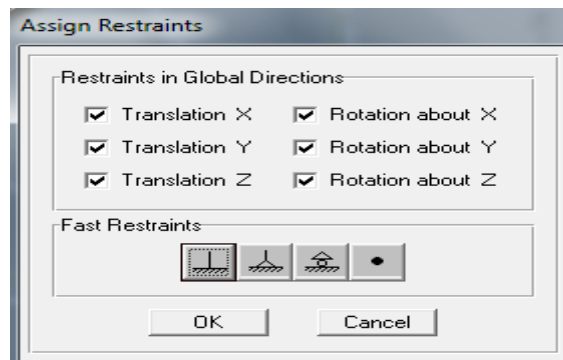 Assign Restraints
Restraints in Global Directions
Translation X Rotation about X
Translation Y Rotation about Y
Translation Z Rotation about Z
Fast Restraints
OK Cancel